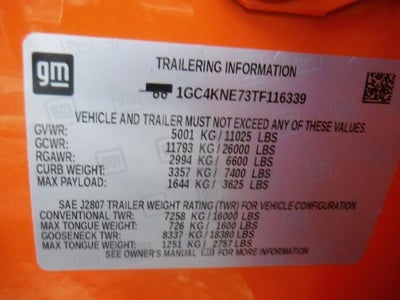 gm
TRAILERING INFORMATION
1GC4KNE73TF116339
VEHICLE AND TRAILER MUST NOT EXCEED ANY OF THESE VALUES
GVWR: 5001 KG/11025 LBS
GCWR: 11793 KG/26000 LBS
RGAWR: 2994 KG/ 6600 LBS
CURB WEIGHT: 3357 KG/ 7400 LBS
MAX PAYLOAD: 1644 KG/ 3625 LBS
SAE J2807 TRAILER WEIGHT RATING (TWR) FOR VEHICLE CONFIGURATION.
CONVENTIONAL TWR: 7258 KG/16000 LBS
MAX TONGUE WEIGHT: 726 KG/ 1600 LBS
GOOSENECK TWR: 8337 KG/18380 LBS
MAX TONGUE WEIGHT: 1251 KG/ 2757 LBS
SEE OWNER'S MANUAL FOR MORE INFORMATION.